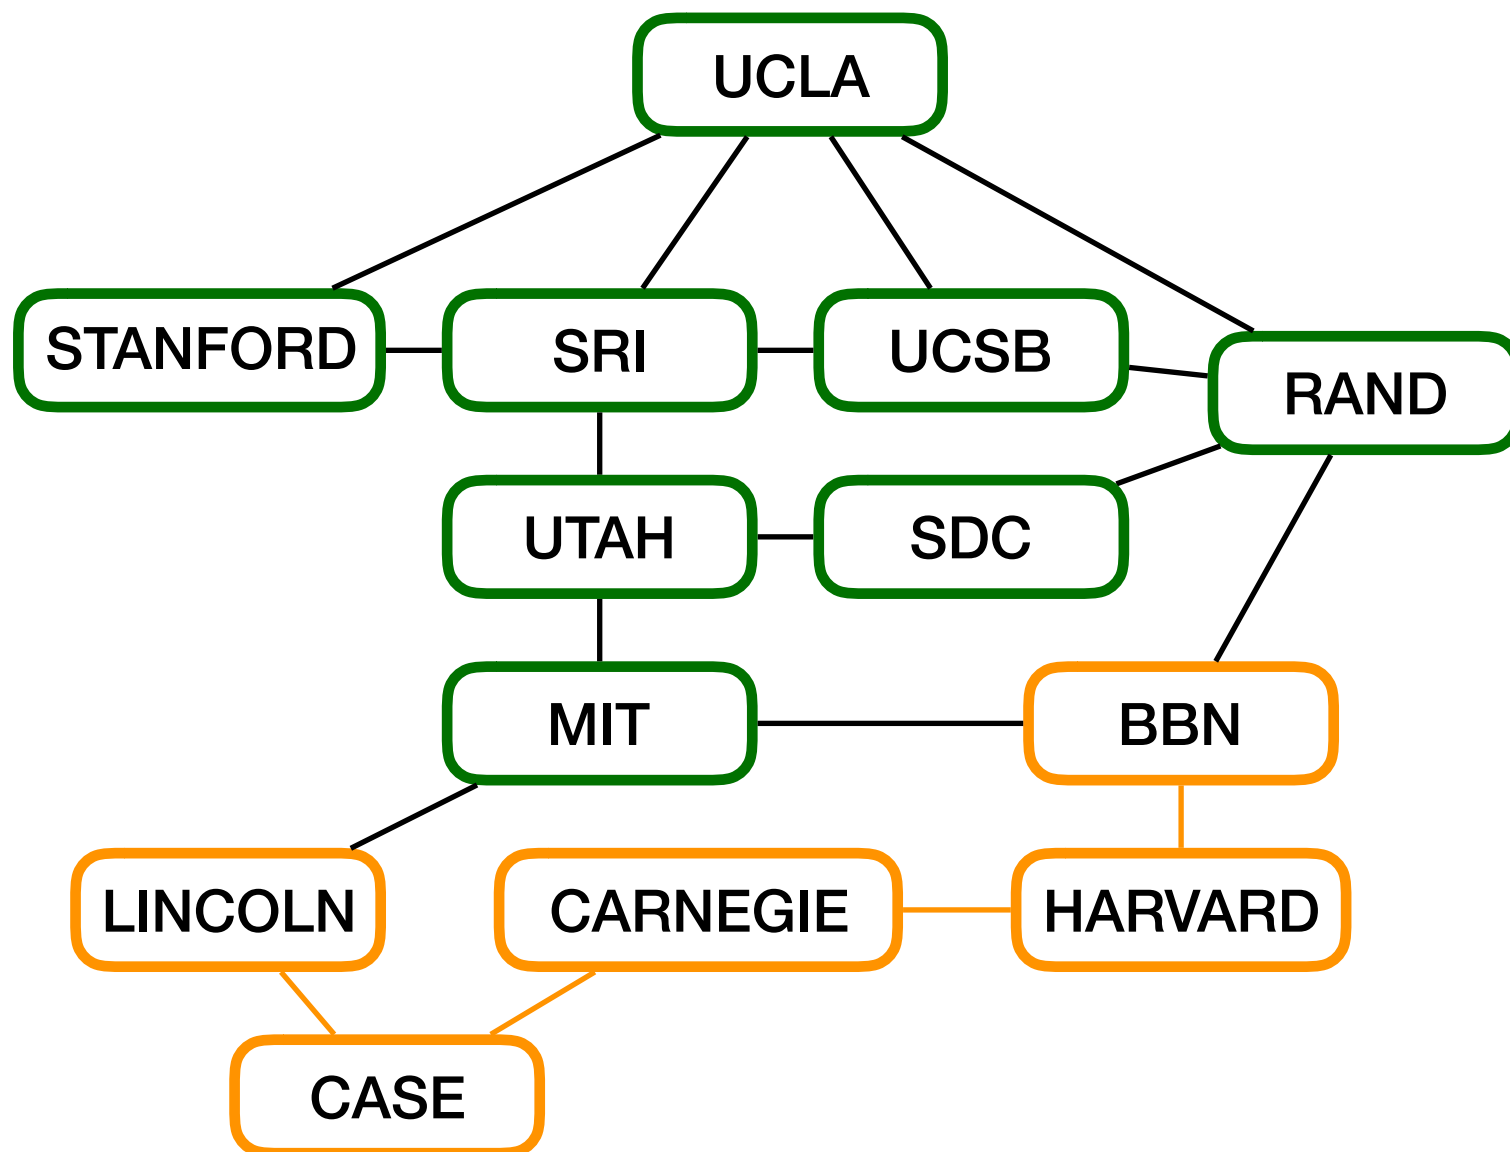 UCLA
STANFORD
SRI
UCSB
RAND
UTAH
SDC
MIT
BBN
LINCOLN
CARNEGIE
HARVARD
CASE